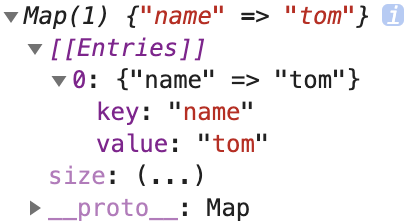 Map(1) {"name" => "tom"} i
[[Entries]]
0: {"name" => "tom"}
key: "name"
value: "tom"
size: (...)
__proto__: Map